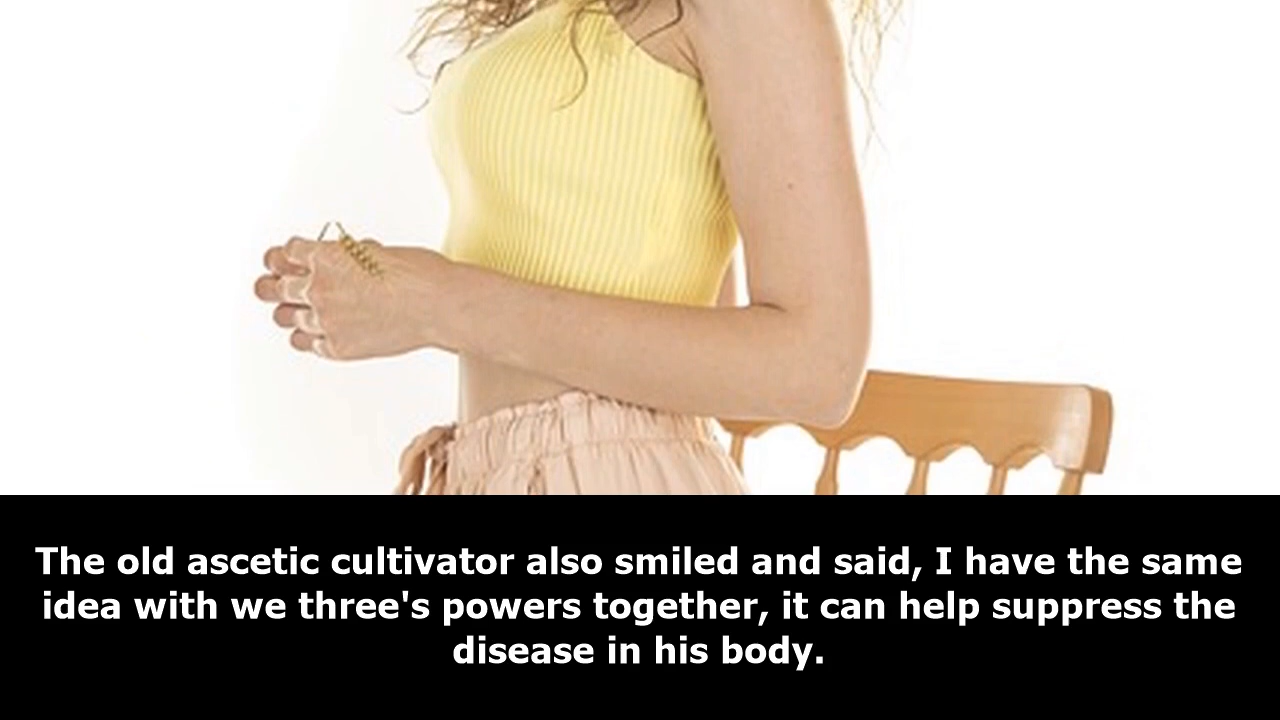 The old ascetic cultivator also smiled and said, I have the same
idea with we three's powers together, it can help suppress the
disease in his body.